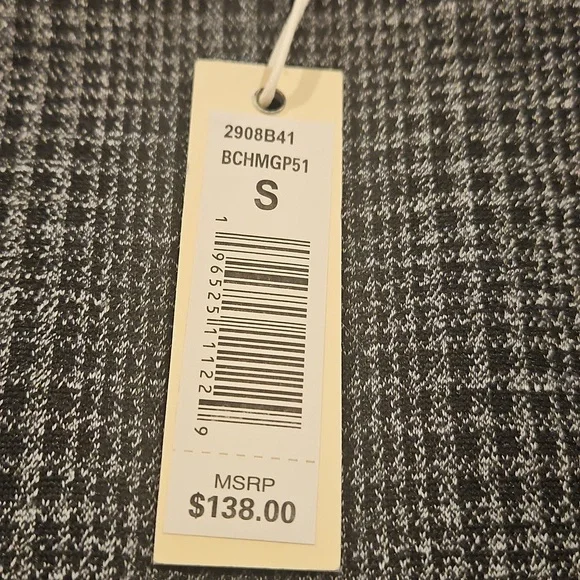 2908B41
BCHMGP51
S
1 96525 11122 9
MSRP
$138.00